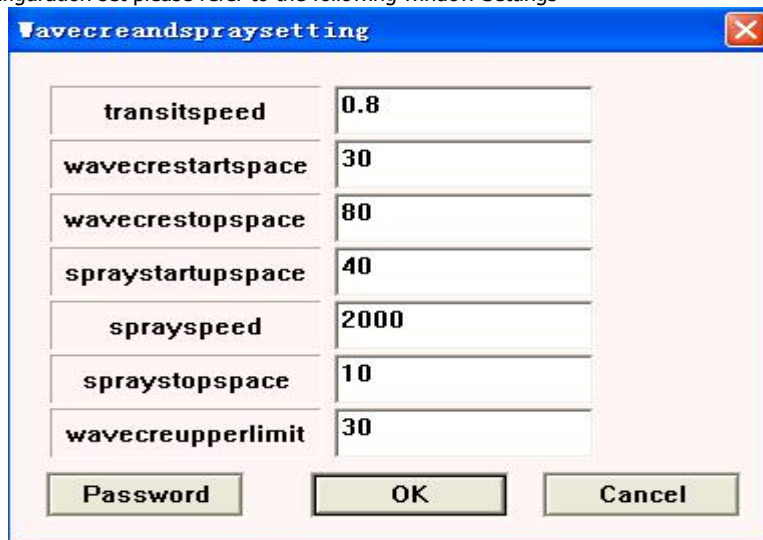 Wavecreandspraysetting
transitspeed 0.8
wavecrestartspace 30
wavecrestopspace 80
spraystartupspace 40
sprayspeed 2000
spraystopspace 10
wavecreupperlimit 30
Password OK Cancel